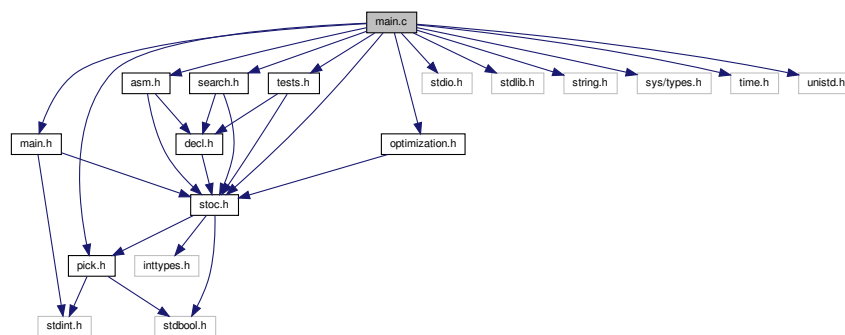 main.c
asm.h
search.h
tests.h
stdio.h
stdlib.h
string.h
sys/types.h
time.h
unistd.h
main.h
decl.h
optimization.h
stoc.h
pick.h
inttypes.h
stdint.h
stdbool.h